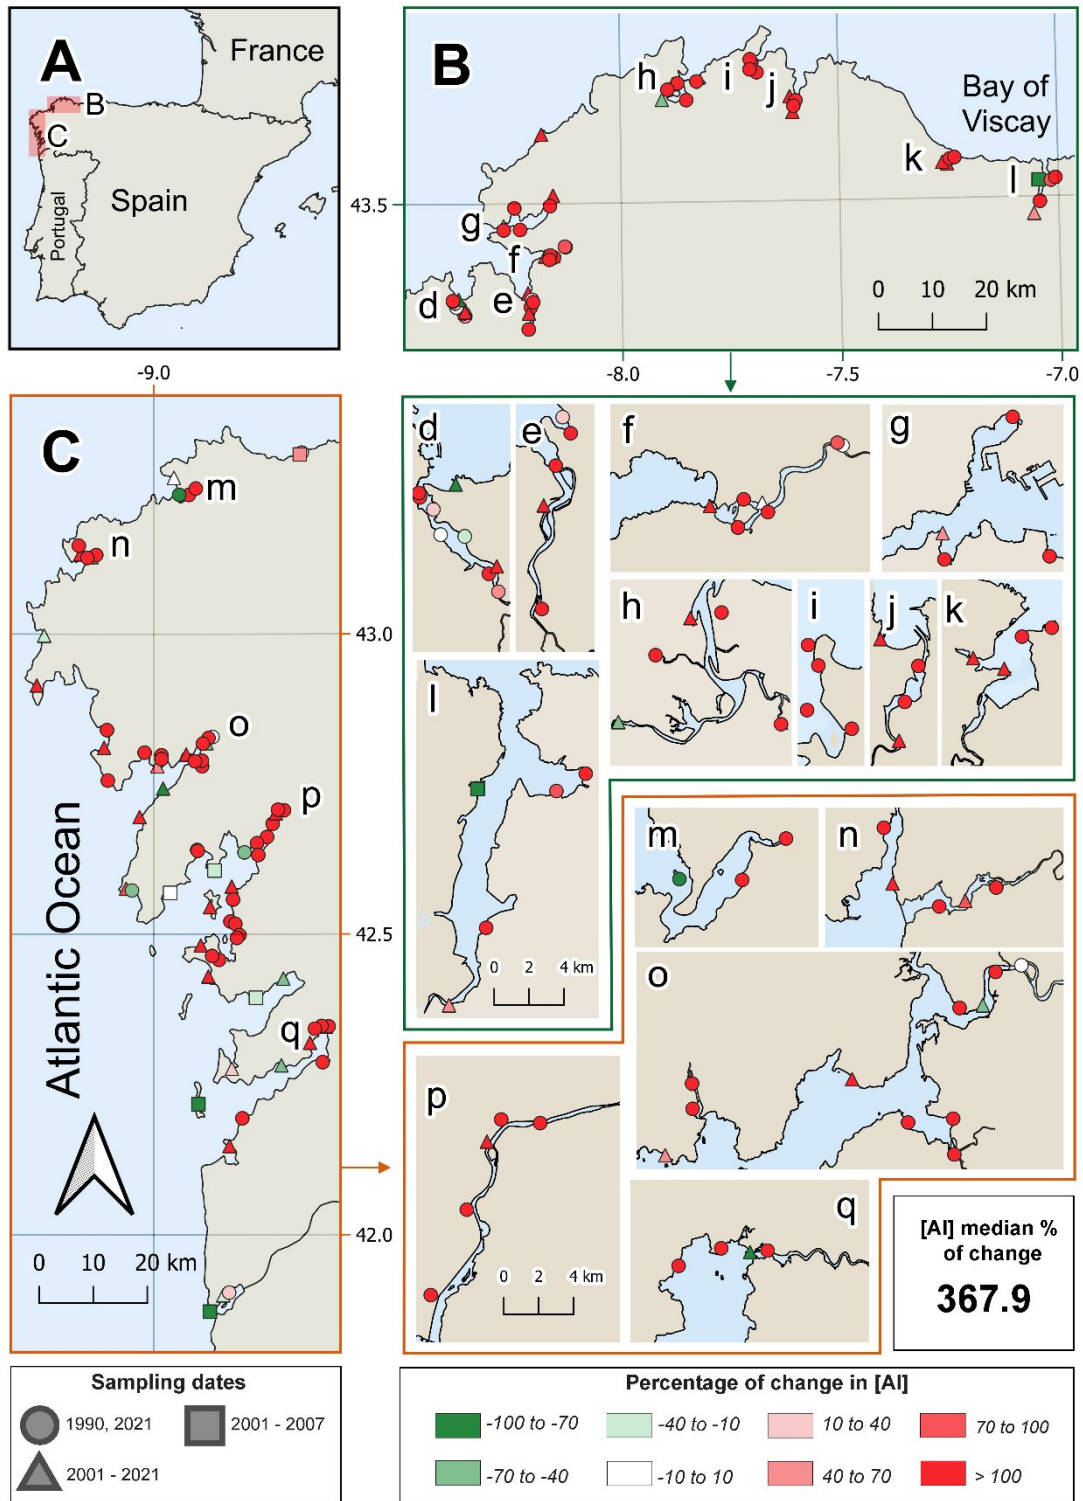 A
France
B
C
Portugal
Spain
B
h
i
j
Bay of
Viscay
k
l
43.5
g
f
d
e
0 10 20 km
-8.0
-7.5
-7.0
-9.0
C
m
n
43.0
o
p
Atlantic Ocean
42.5
q
42.0
0 10 20 km
d
e
f
g
h
i
j
k
l
0 2 4 km
m
n
o
p
0 2 4 km
q
[Al] median %
of change
367.9
Sampling dates
1990, 2021
2001 - 2007
2001 - 2021
Percentage of change in [Al]
-100 to -70
-40 to -10
10 to 40
70 to 100
-70 to -40
-10 to 10
40 to 70
> 100